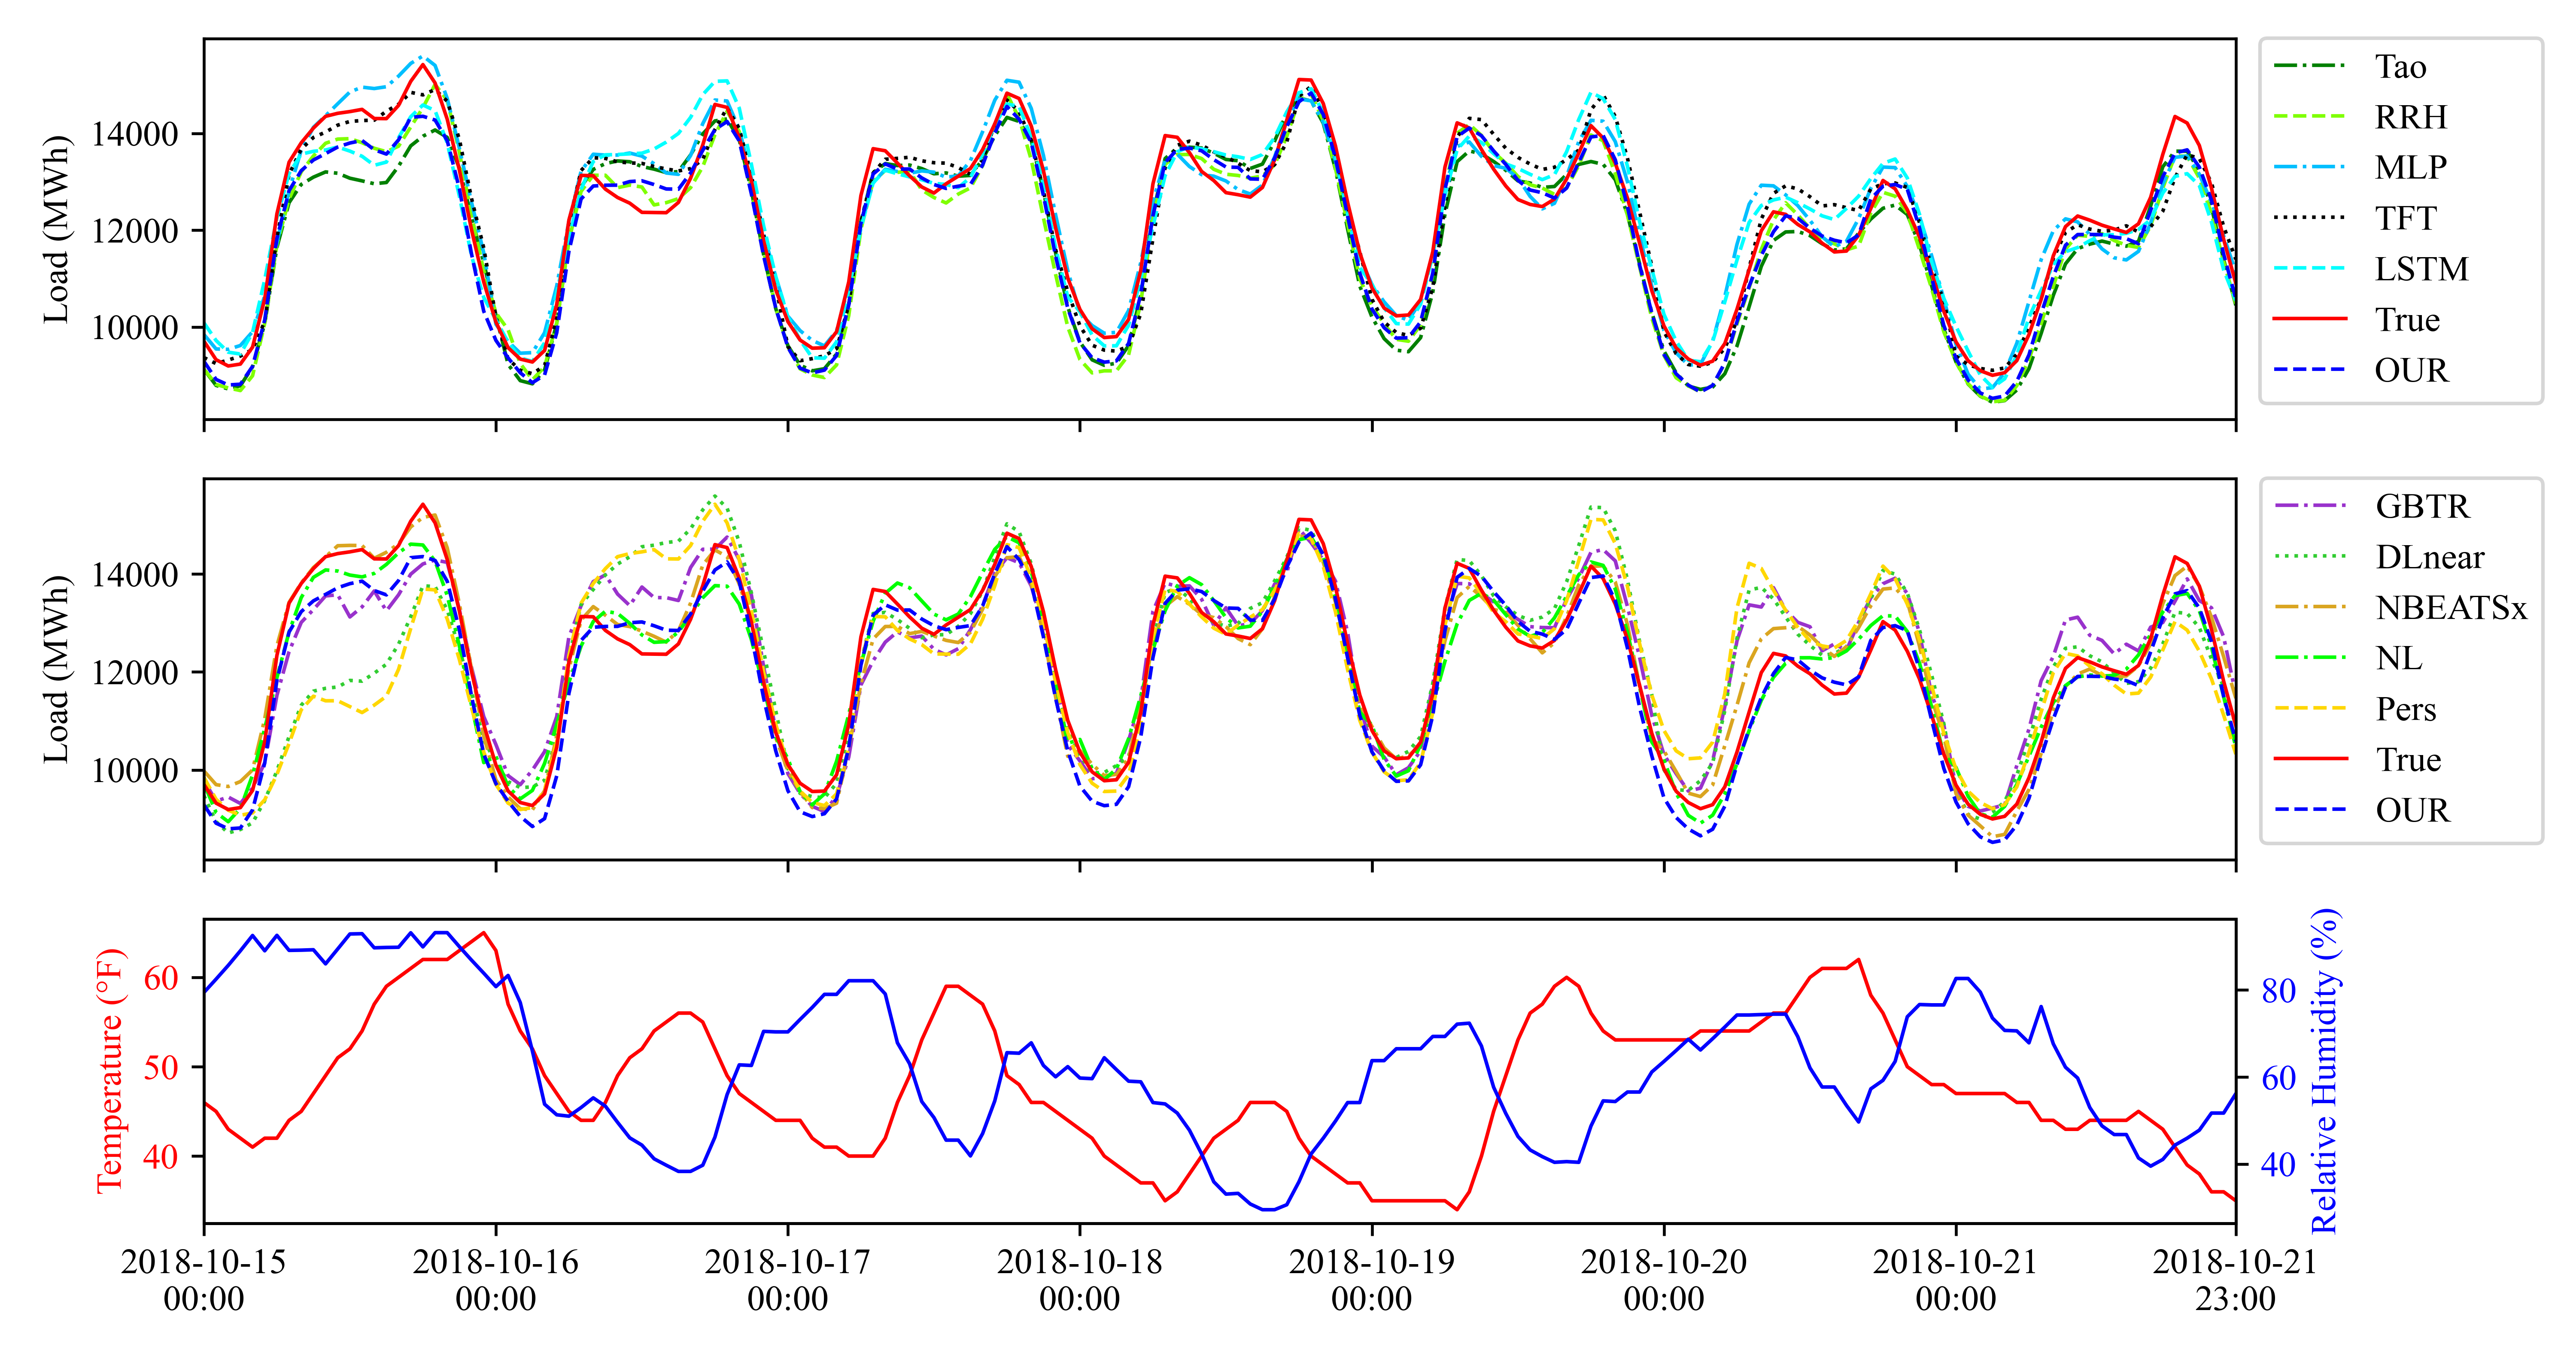 Load (MWh)
14000
12000
10000
Tao
RRH
MLP
TFT
LSTM
True
OUR
Load (MWh)
14000
12000
10000
GBTR
DLnear
NBEATSx
NL
Pers
True
OUR
Temperature (°F)
60
50
40
80
60
40
Relative Humidity (%)
2018-10-15 2018-10-16 2018-10-17 2018-10-18 2018-10-19 2018-10-20 2018-10-21 2018-10-21
00:00 00:00 00:00 00:00 00:00 00:00 00:00 23:00